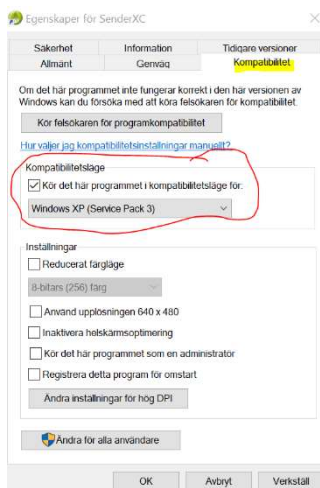 Egenskaper för SenderXC
Säkerhet Information Tidigare versioner
Allmänt Genväg Kompatibilitet
Om det här programmet inte fungerar korrekt i den här versionen av
Windows kan du försöka med att köra felsökaren för kompatibilitet.
Kör felsökaren för programkompatibilitet
Hur väljer jag kompatibilitetsinställningar manuellt?
Kompatibilitetsläge
Kör det här programmet i kompatibilitetsläge för:
Windows XP (Service Pack 3)
Inställningar
Reducerat färgläge
8-bitars (256) färg
Använd upplösningen 640 x 480
Inaktivera helskärmsoptimering
Kör det här programmet som en administratör
Registrera detta program för omstart
Ändra inställningar för hög DPI
Ändra för alla användare
OK Avbryt Verkställ